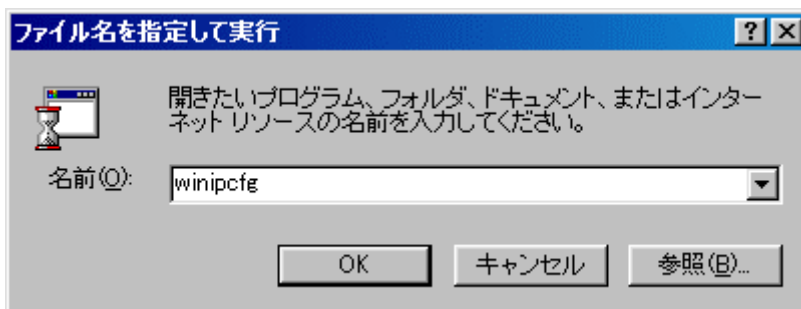 ファイル名を指定して実行
開きたいプログラム、フォルダ、ドキュメント、またはインター
ネット リソースの名前を入力してください。
名前(O):
winipcfg
OK
キャンセル
参照(B)...